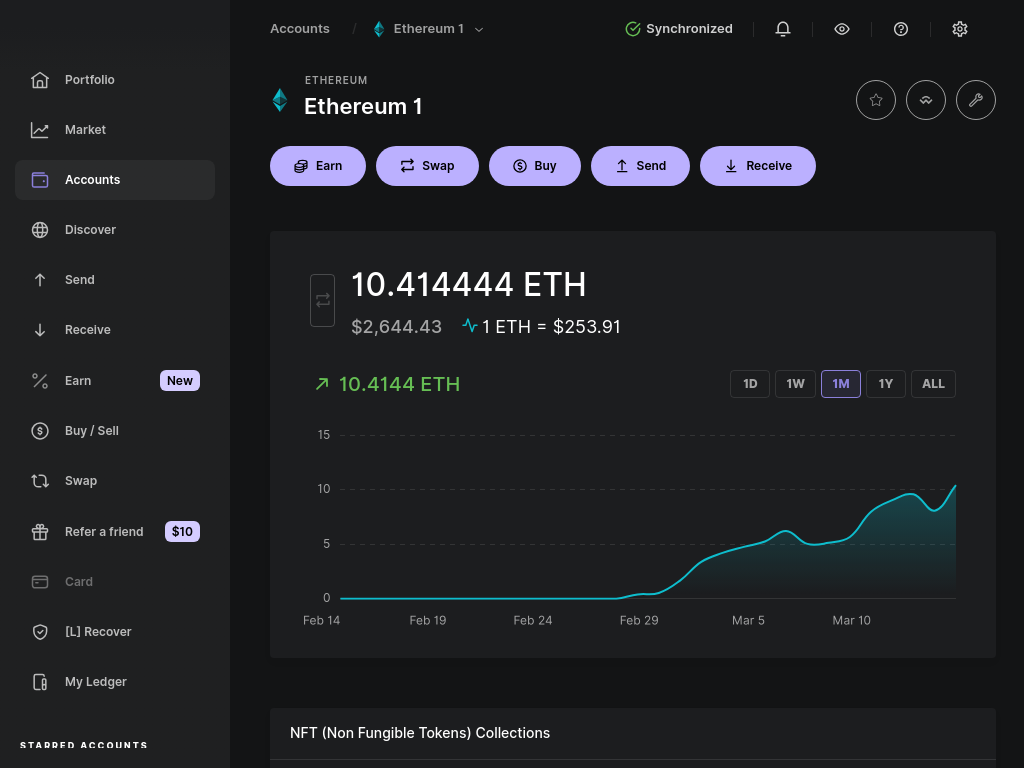 Accounts / Ethereum 1
Synchronized
Portfolio
Market
Accounts
Discover
Send
Receive
Earn New
Buy / Sell
Swap
Refer a friend $10
Card
[L] Recover
My Ledger
STARRED ACCOUNTS
ETHEREUM
Ethereum 1
Earn Swap Buy Send Receive
10.414444 ETH
$2,644.43 1 ETH = $253.91
10.4144 ETH
1D 1W 1M 1Y ALL
15
10
5
0
Feb 14 Feb 19 Feb 24 Feb 29 Mar 5 Mar 10
NFT (Non Fungible Tokens) Collections